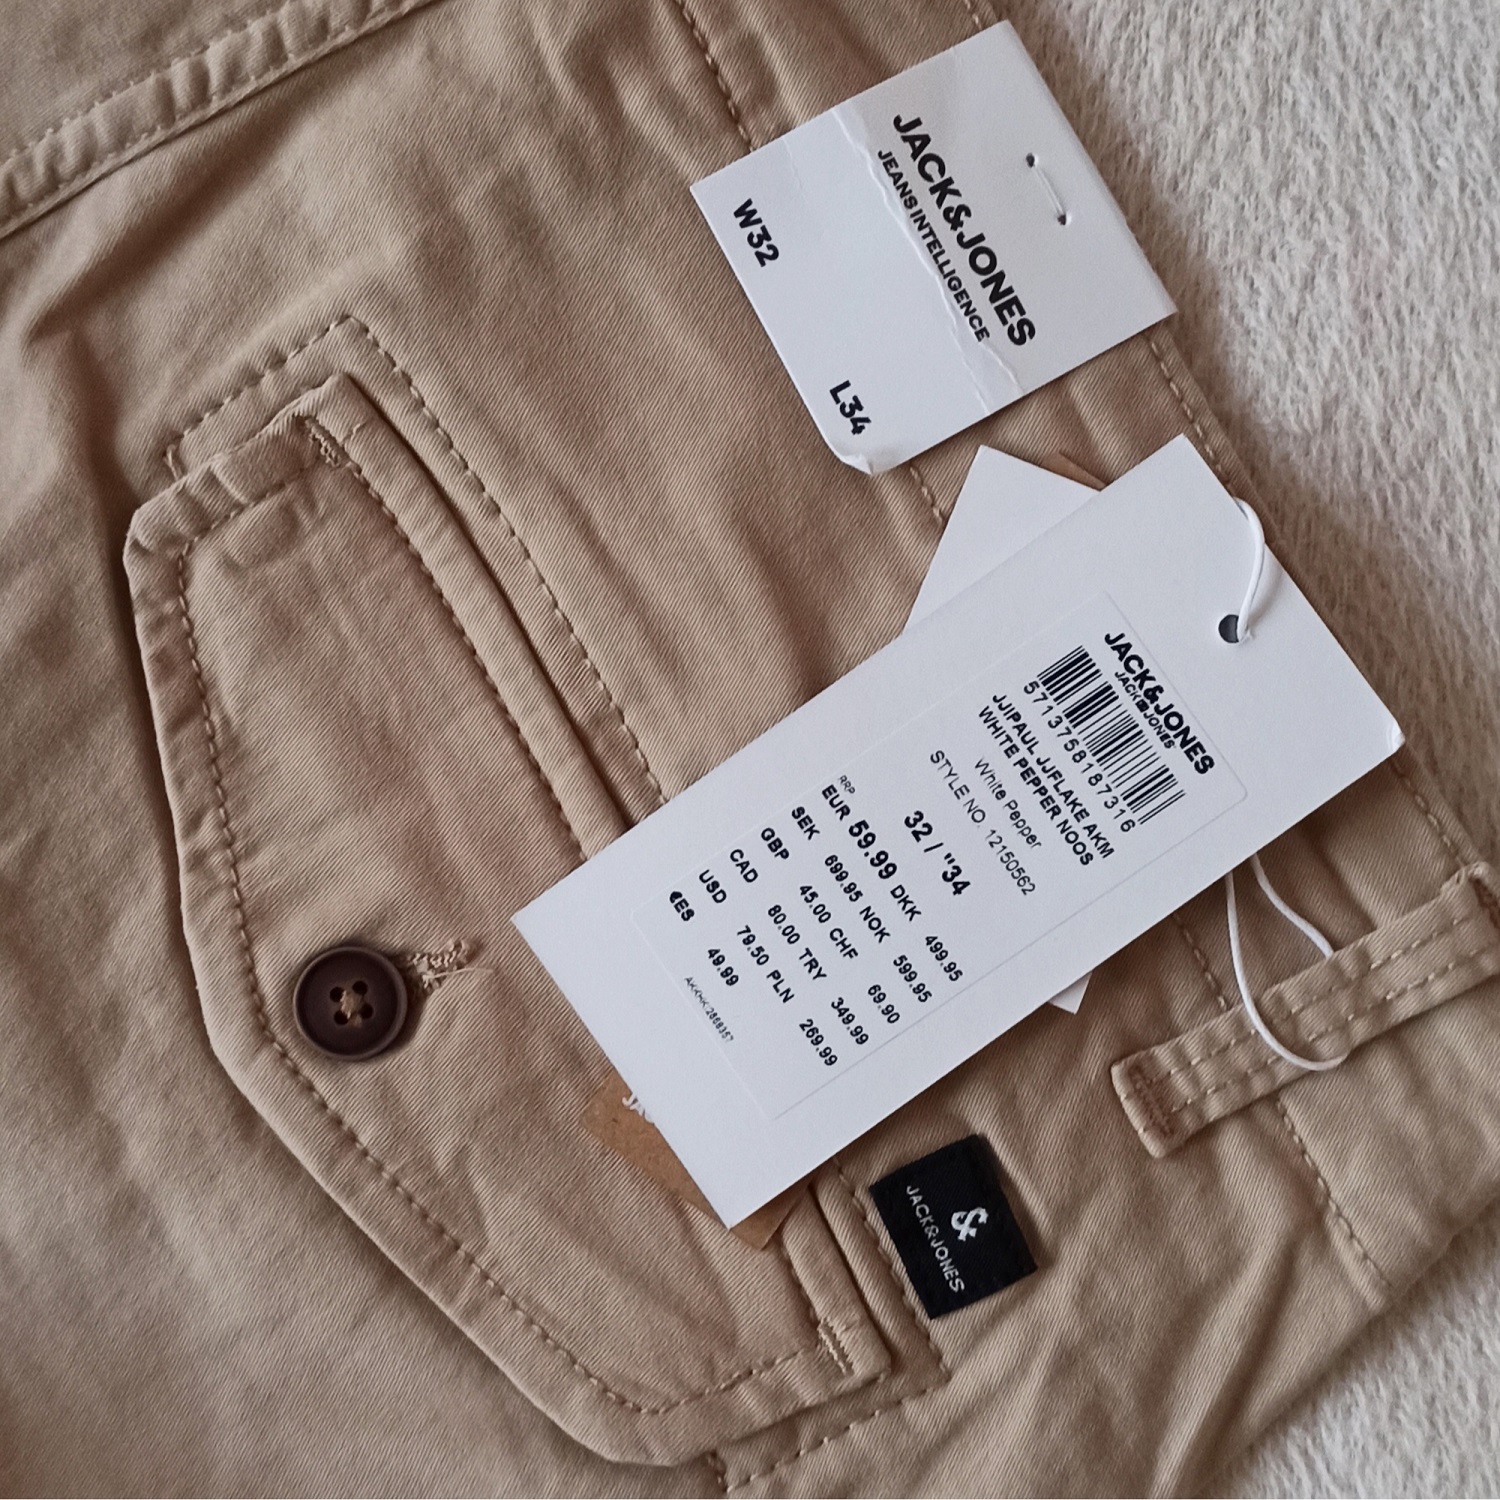 JACK&JONES
JEANS INTELLIGENCE
W32
L34
JACK&JONES
JACK&JONES
5713758187316
JJIPAUL JJFLAKE AKM
WHITE PEPPER NOOS
White Pepper
STYLE NO. 12150562
32 / "34
RRP
EUR 59.99 DKK 499.95
SEK 699.95 NOK 599.95
GBP 45.00 CHF 69.90
CAD 80.00 TRY 349.99
USD 79.50 PLN 269.99
ES 49.99
&
JACK&JONES